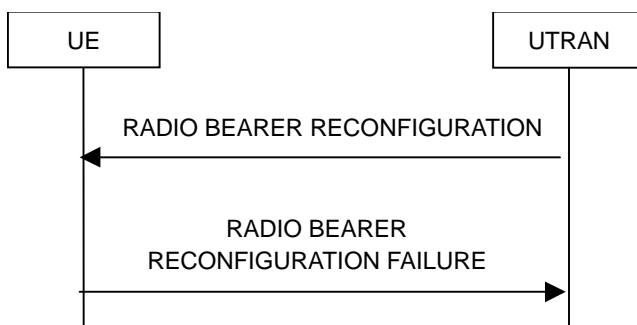 UE
UTRAN
RADIO BEARER RECONFIGURATION
RADIO BEARER
RECONFIGURATION FAILURE